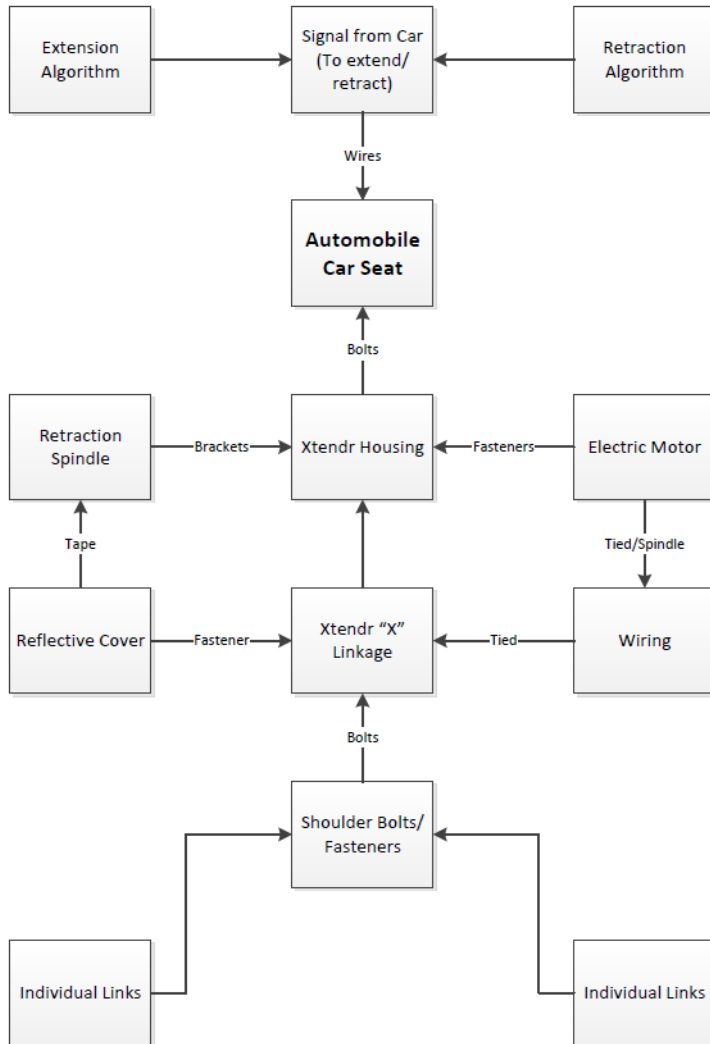 Extension
Algorithm
Signal from Car
(To extend/
retract)
Retraction
Algorithm
Wires
Automobile
Car Seat
Bolts
Retraction
Spindle
Brackets
Xtendr Housing
Fasteners
Electric Motor
Tape
Tied/Spindle
Reflective Cover
Fastener
Xtendr “X”
Linkage
Tied
Wiring
Bolts
Shoulder Bolts/
Fasteners
Individual Links
Individual Links